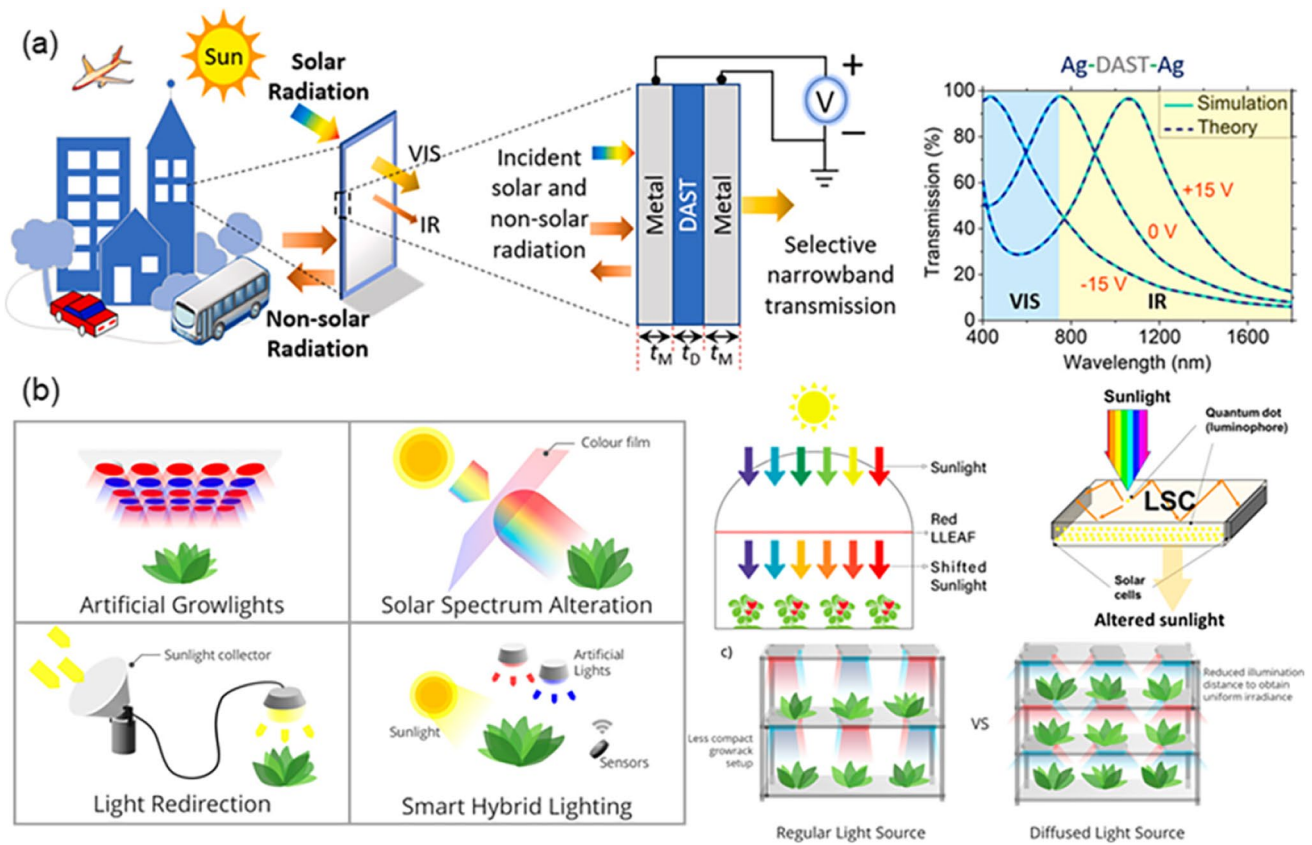 (a)
Sun
Solar
Radiation
VIS
IR
Non-solar
Radiation
Incident
solar and
non-solar
radiation
Metal
DAST
Metal
V
+
−
Selective
narrowband
transmission
tM
tD
tM
Ag-DAST-Ag
Transmission (%)
100
80
60
40
20
0
Simulation
Theory
+15 V
0 V
-15 V
VIS
IR
400
800
1200
1600
Wavelength (nm)
(b)
Artificial Growlights
Colour film
Solar Spectrum Alteration
Sunlight collector
Light Redirection
Artificial
Lights
Sunlight
Sensors
Smart Hybrid Lighting
Sunlight
Red
LLEAF
Shifted
Sunlight
Sunlight
Quantum dot
(luminophore)
LSC
Solar
cells
Altered sunlight
c)
Less compact
growrack
setup
Regular Light Source
VS
Reduced illumination
distance to obtain
uniform irradiance
Diffused Light Source